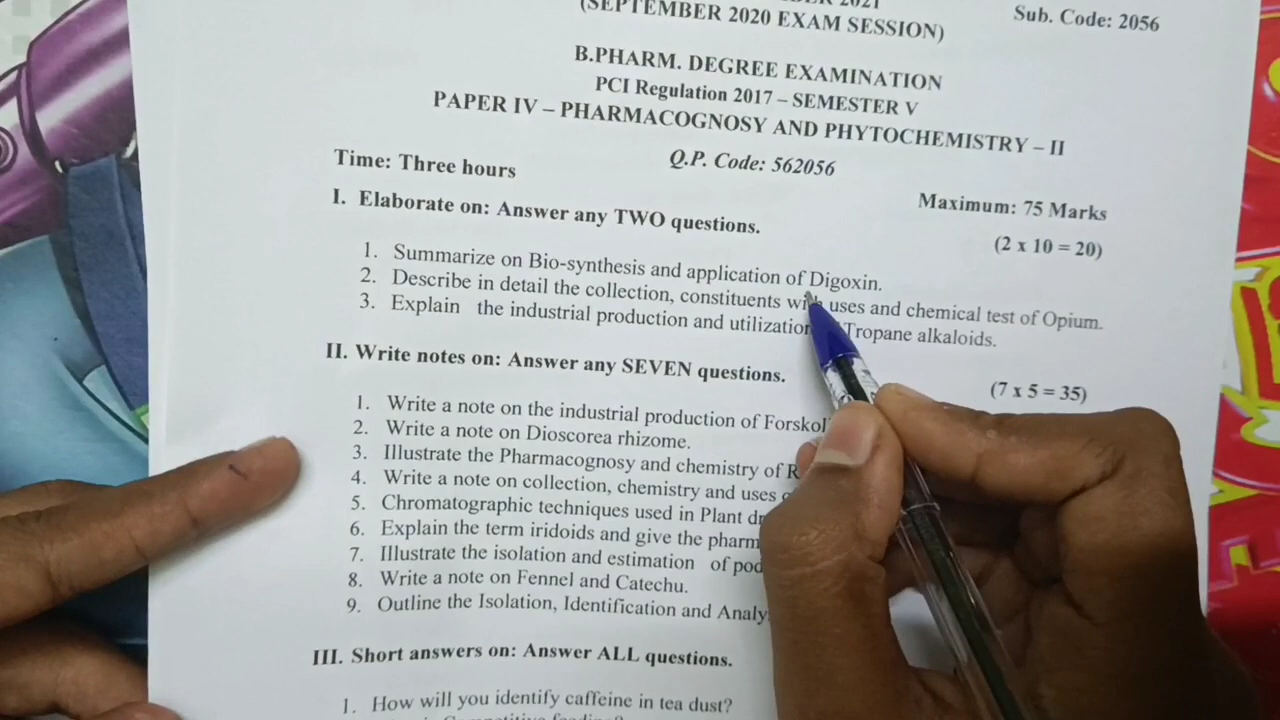 2021
(SEPTEMBER 2020 EXAM SESSION)
Sub. Code: 2056
B.PHARM. DEGREE EXAMINATION
PCI Regulation 2017 – SEMESTER V
PAPER IV – PHARMACOGNOSY AND PHYTOCHEMISTRY – II
Q.P. Code: 562056
Time: Three hours
Maximum: 75 Marks
I. Elaborate on: Answer any TWO questions.
(2 x 10 = 20)
1. Summarize on Bio-synthesis and application of Digoxin.
2. Describe in detail the collection, constituents with uses and chemical test of Opium.
3. Explain the industrial production and utilization Tropane alkaloids.
II. Write notes on: Answer any SEVEN questions.
(7 x 5 = 35)
1. Write a note on the industrial production of
2. Write a note on Dioscorea rhizome.
3. Illustrate the Pharmacognosy and chemistry of
4. Write a note on collection, chemistry and uses
5. Chromatographic techniques used in Plant
6. Explain the term iridoids and give the
7. Illustrate the isolation and estimation of
8. Write a note on Fennel and Catechu.
9. Outline the Isolation, Identification and
III. Short answers on: Answer ALL questions.
1. How will you identify caffeine in tea dust?